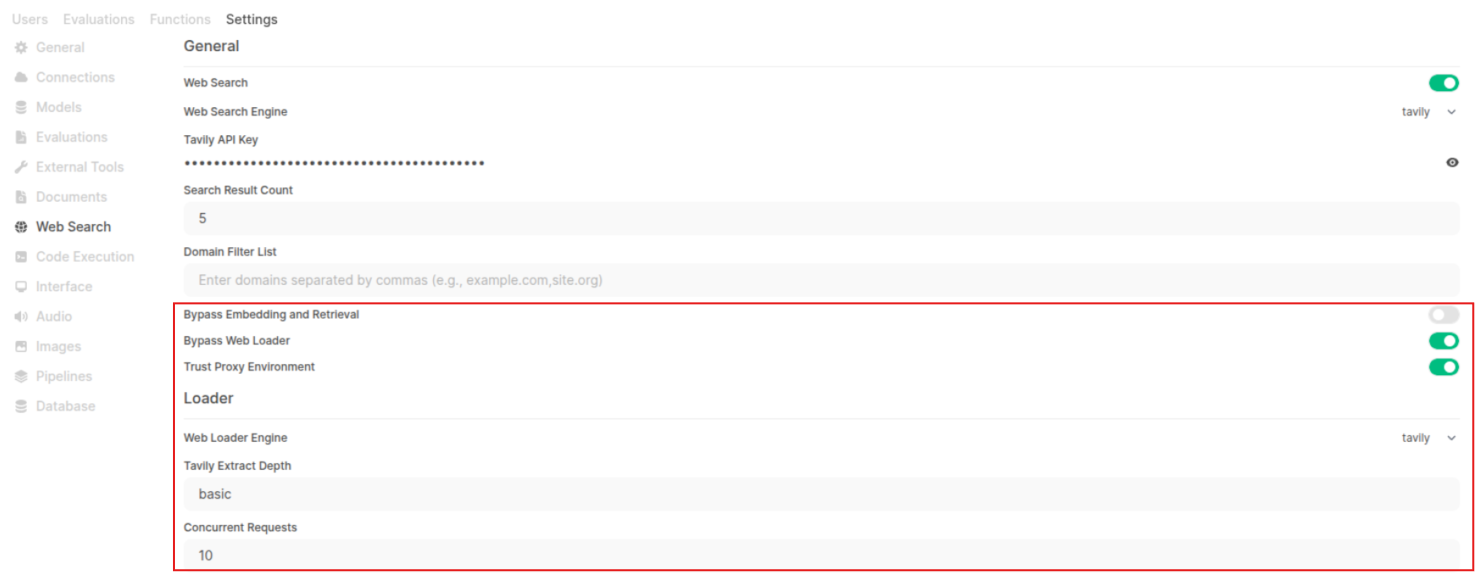 Users Evaluations Functions Settings
General
Connections
Models
Evaluations
External Tools
Documents
Web Search
Code Execution
Interface
Audio
Images
Pipelines
Database
General
Web Search
Web Search Engine tavily
Tavily API Key
•••••••••••••••••••••••••••••••••••••••••
Search Result Count
5
Domain Filter List
Enter domains separated by commas (e.g., example.com,site.org)
Bypass Embedding and Retrieval
Bypass Web Loader
Trust Proxy Environment
Loader
Web Loader Engine tavily
Tavily Extract Depth
basic
Concurrent Requests
10